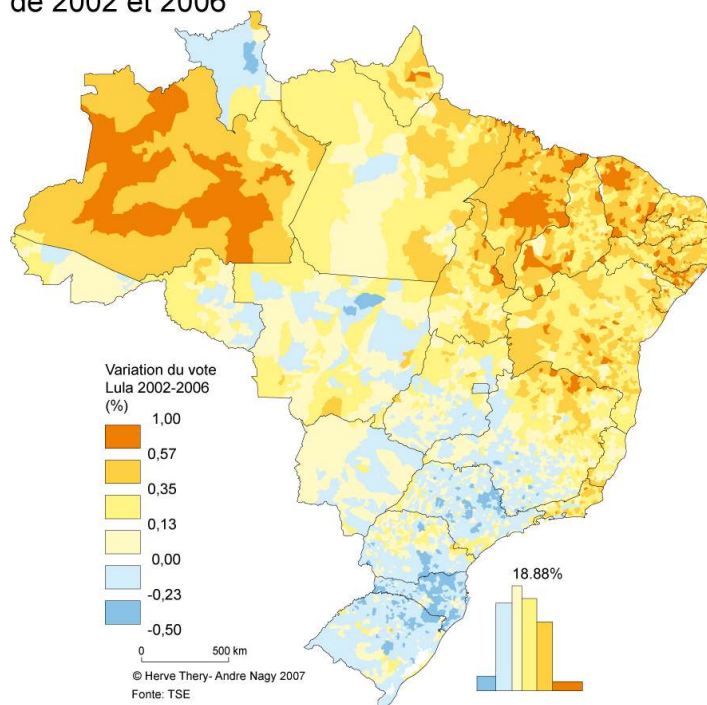 de 2002 et 2006
Variation du vote
Lula 2002-2006
(%)
1,00
0,57
0,35
0,13
0,00
-0,23
-0,50
18.88%
0 500 km
© Herve Thery- Andre Nagy 2007
Fonte: TSE